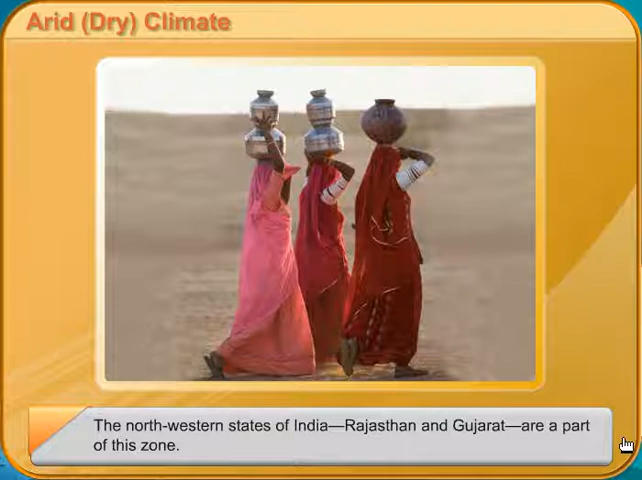 Arid (Dry) Climate
The north-western states of India—Rajasthan and Gujarat—are a part
of this zone.